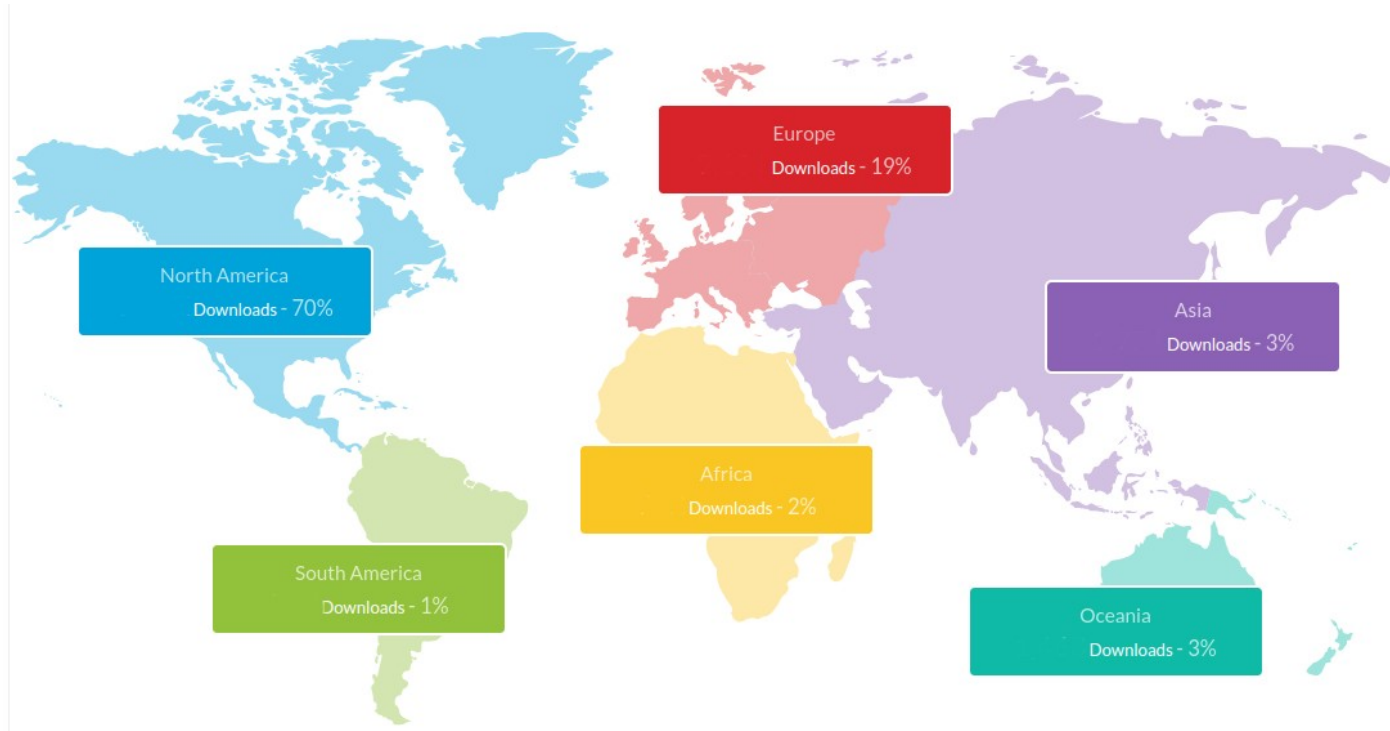 Europe
Downloads - 19%
North America
Downloads - 70%
Asia
Downloads - 3%
Africa
Downloads - 2%
South America
Downloads - 1%
Oceania
Downloads - 3%